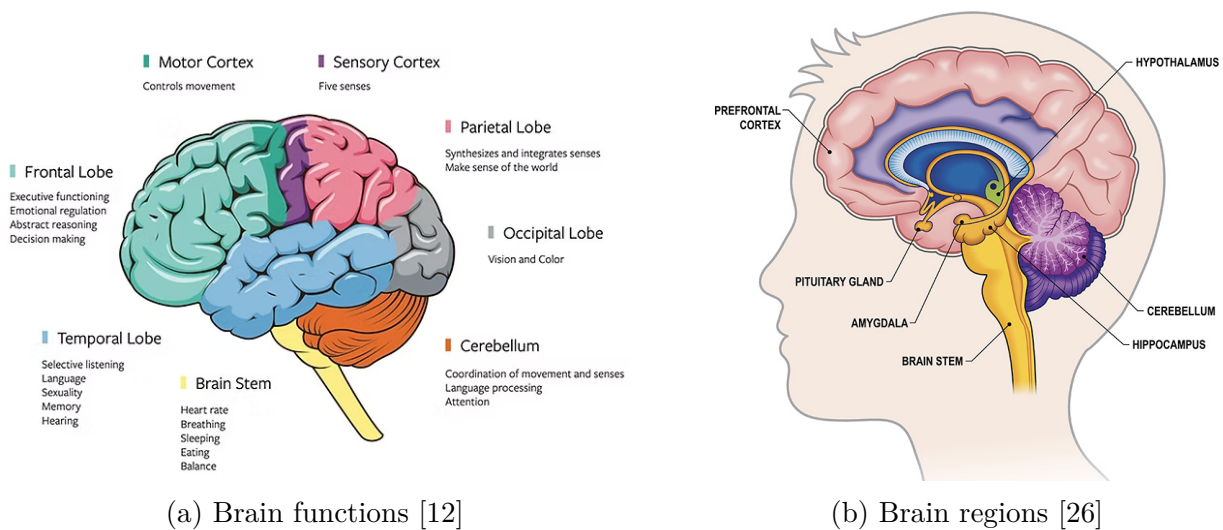 Motor Cortex
Controls movement
Sensory Cortex
Five senses
Parietal Lobe
Synthesizes and integrates senses
Make sense of the world
Frontal Lobe
Executive functioning
Emotional regulation
Abstract reasoning
Decision making
Occipital Lobe
Vision and Color
Temporal Lobe
Selective listening
Language
Sexuality
Memory
Hearing
Brain Stem
Heart rate
Breathing
Sleeping
Eating
Balance
Cerebellum
Coordination of movement and senses
Language processing
Attention
(a) Brain functions [12]
HYPOTHALAMUS
PREFRONTAL
CORTEX
PITUITARY GLAND
AMYGDALA
BRAIN STEM
CEREBELLUM
HIPPOCAMPUS
(b) Brain regions [26]